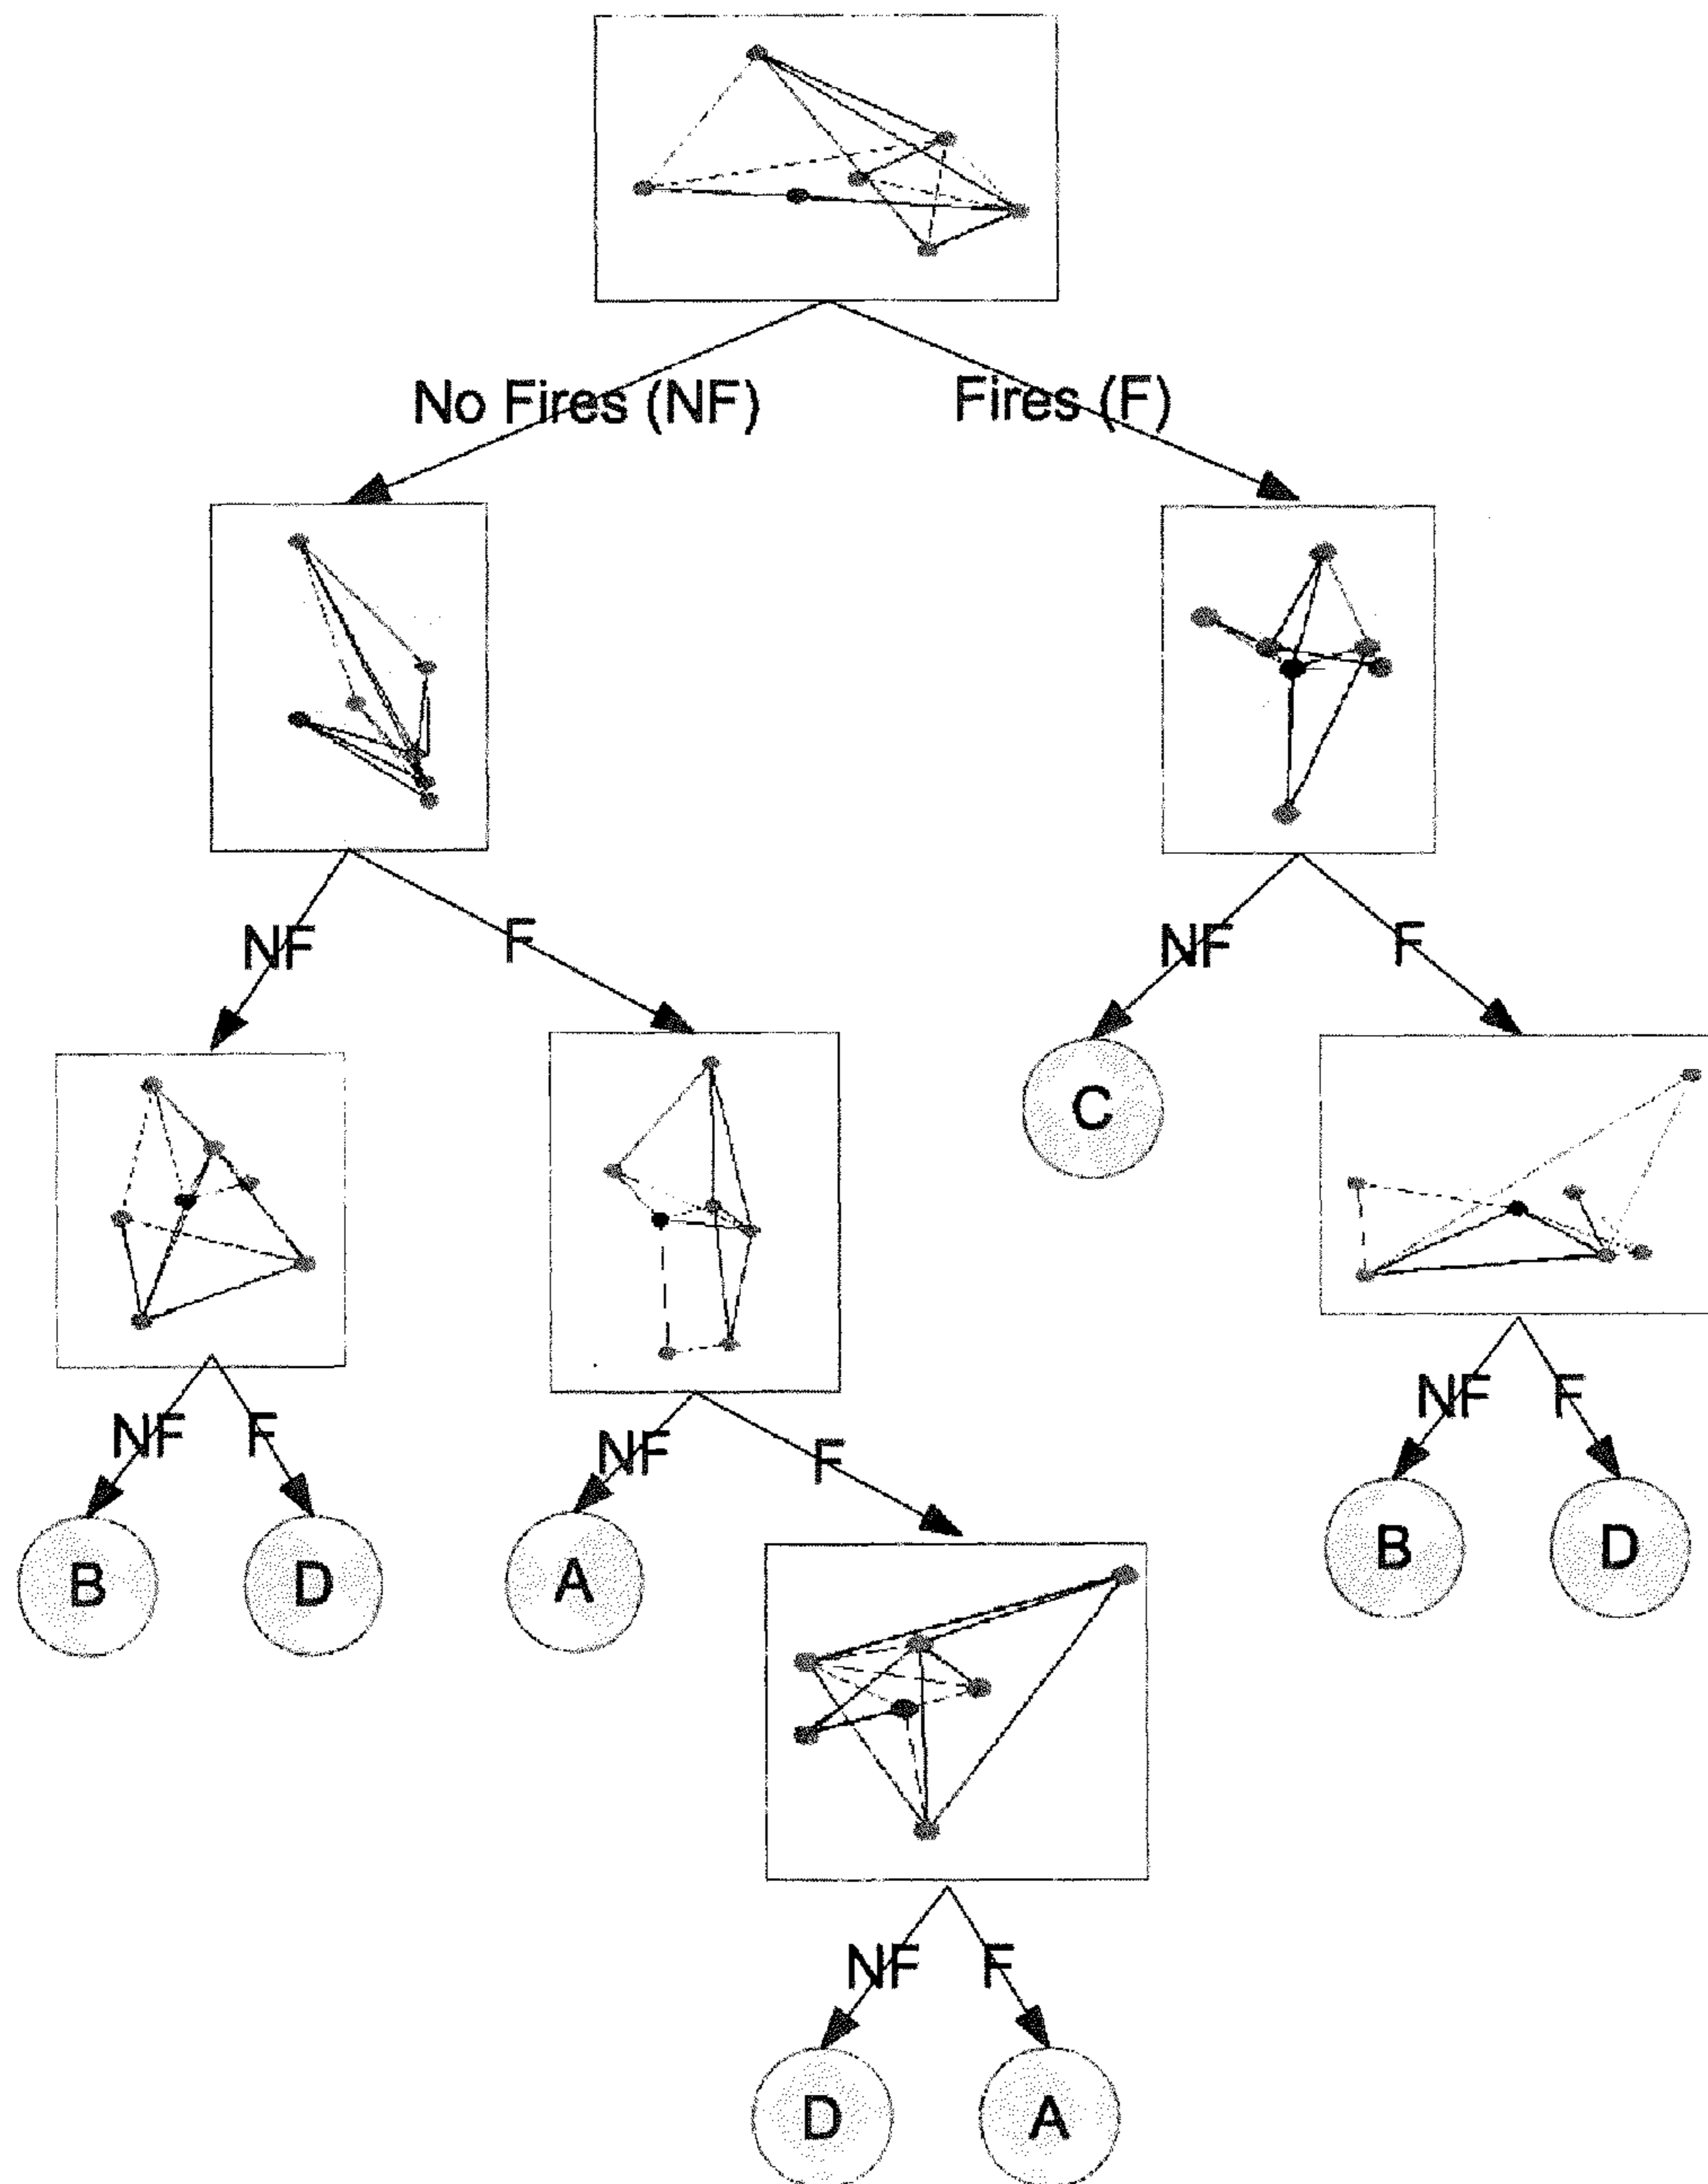 No Fires (NF) Fires (F)
NF F NF F
C
NF F NF F
NF F
B D
B D A
NF F
D A